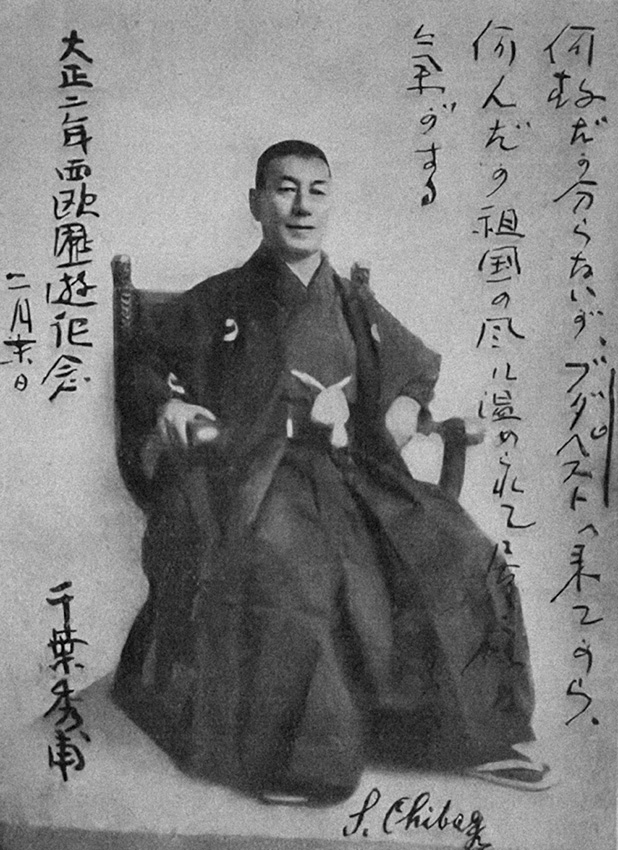 何故だか分らないが、ブダペストへ来てから、
何んだか祖国の風に温められて居る様な
氣がする
大正二年西欧歴遊記念
二月末日
千葉秀甫
S. Chiba